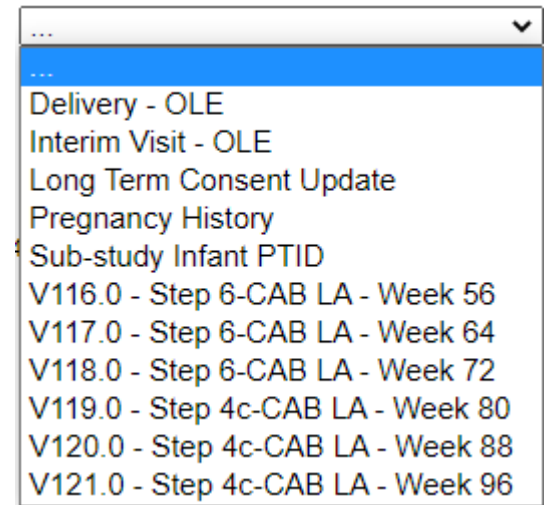 ...
...
Delivery - OLE
Interim Visit - OLE
Long Term Consent Update
Pregnancy History
Sub-study Infant PTID
V116.0 - Step 6-CAB LA - Week 56
V117.0 - Step 6-CAB LA - Week 64
V118.0 - Step 6-CAB LA - Week 72
V119.0 - Step 4c-CAB LA - Week 80
V120.0 - Step 4c-CAB LA - Week 88
V121.0 - Step 4c-CAB LA - Week 96